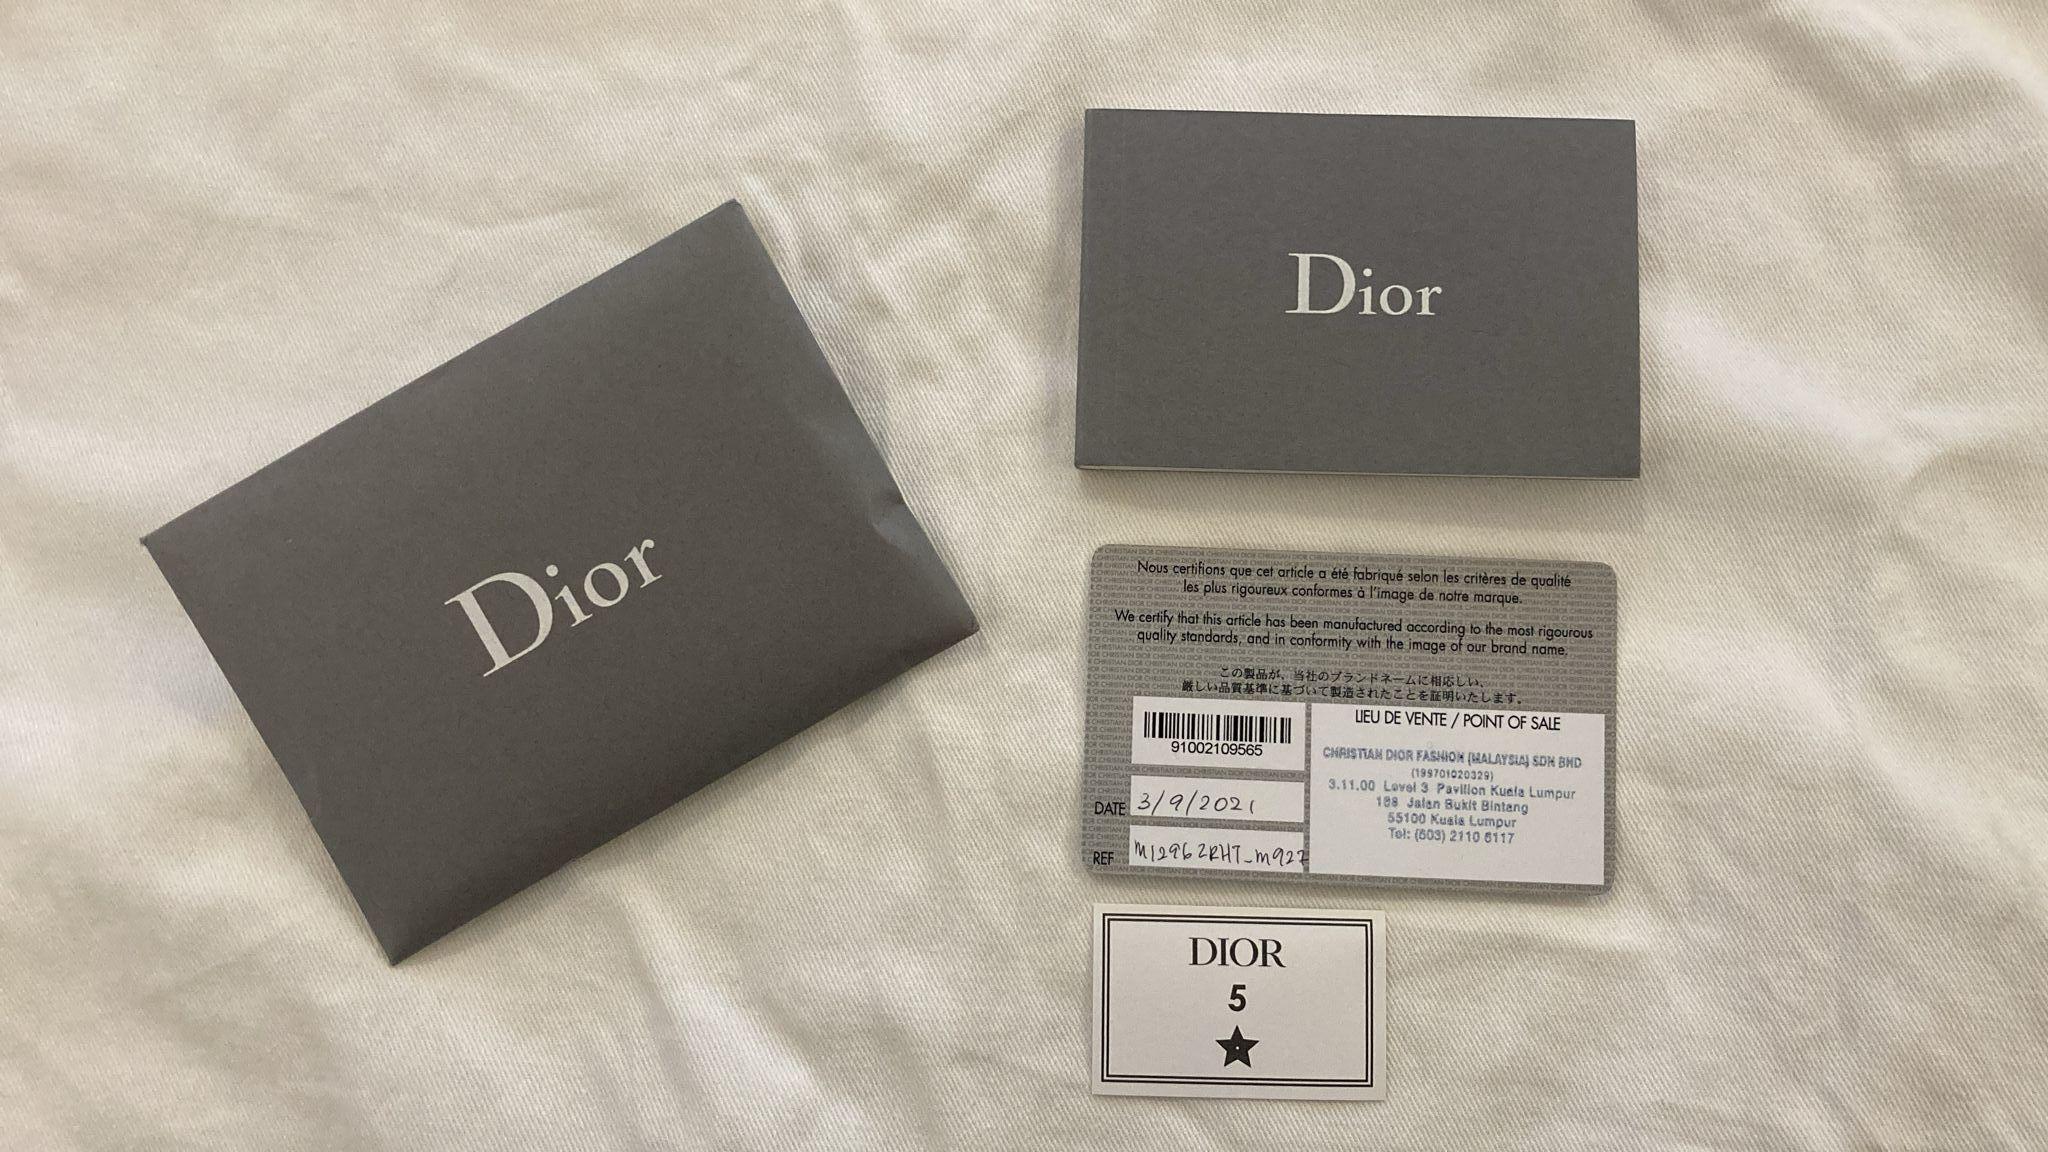 Dior
Dior
Nous certifions que cet article a été fabriqué selon les critères de qualité
les plus rigoureux conformes à l'image de notre marque.
We certify that this article has been manufactured according to the most rigourous
quality standards, and in conformity with the image of our brand name.
この製品が、当社のブランドネームに相応しい、
厳しい品質基準に基づいて製造されたことを証明いたします。
91002109565
DATE 3/9/2021
REF M1296ZRHT_M927
LIEU DE VENTE / POINT OF SALE
CHRISTIAN DIOR FASHION (MALAYSIA) SDN BHD
(199701020329)
3.11.00 Level 3 Pavilion Kuala Lumpur
168 Jalan Bukit Bintang
55100 Kuala Lumpur
Tel: (603) 2110 6117
DIOR
5